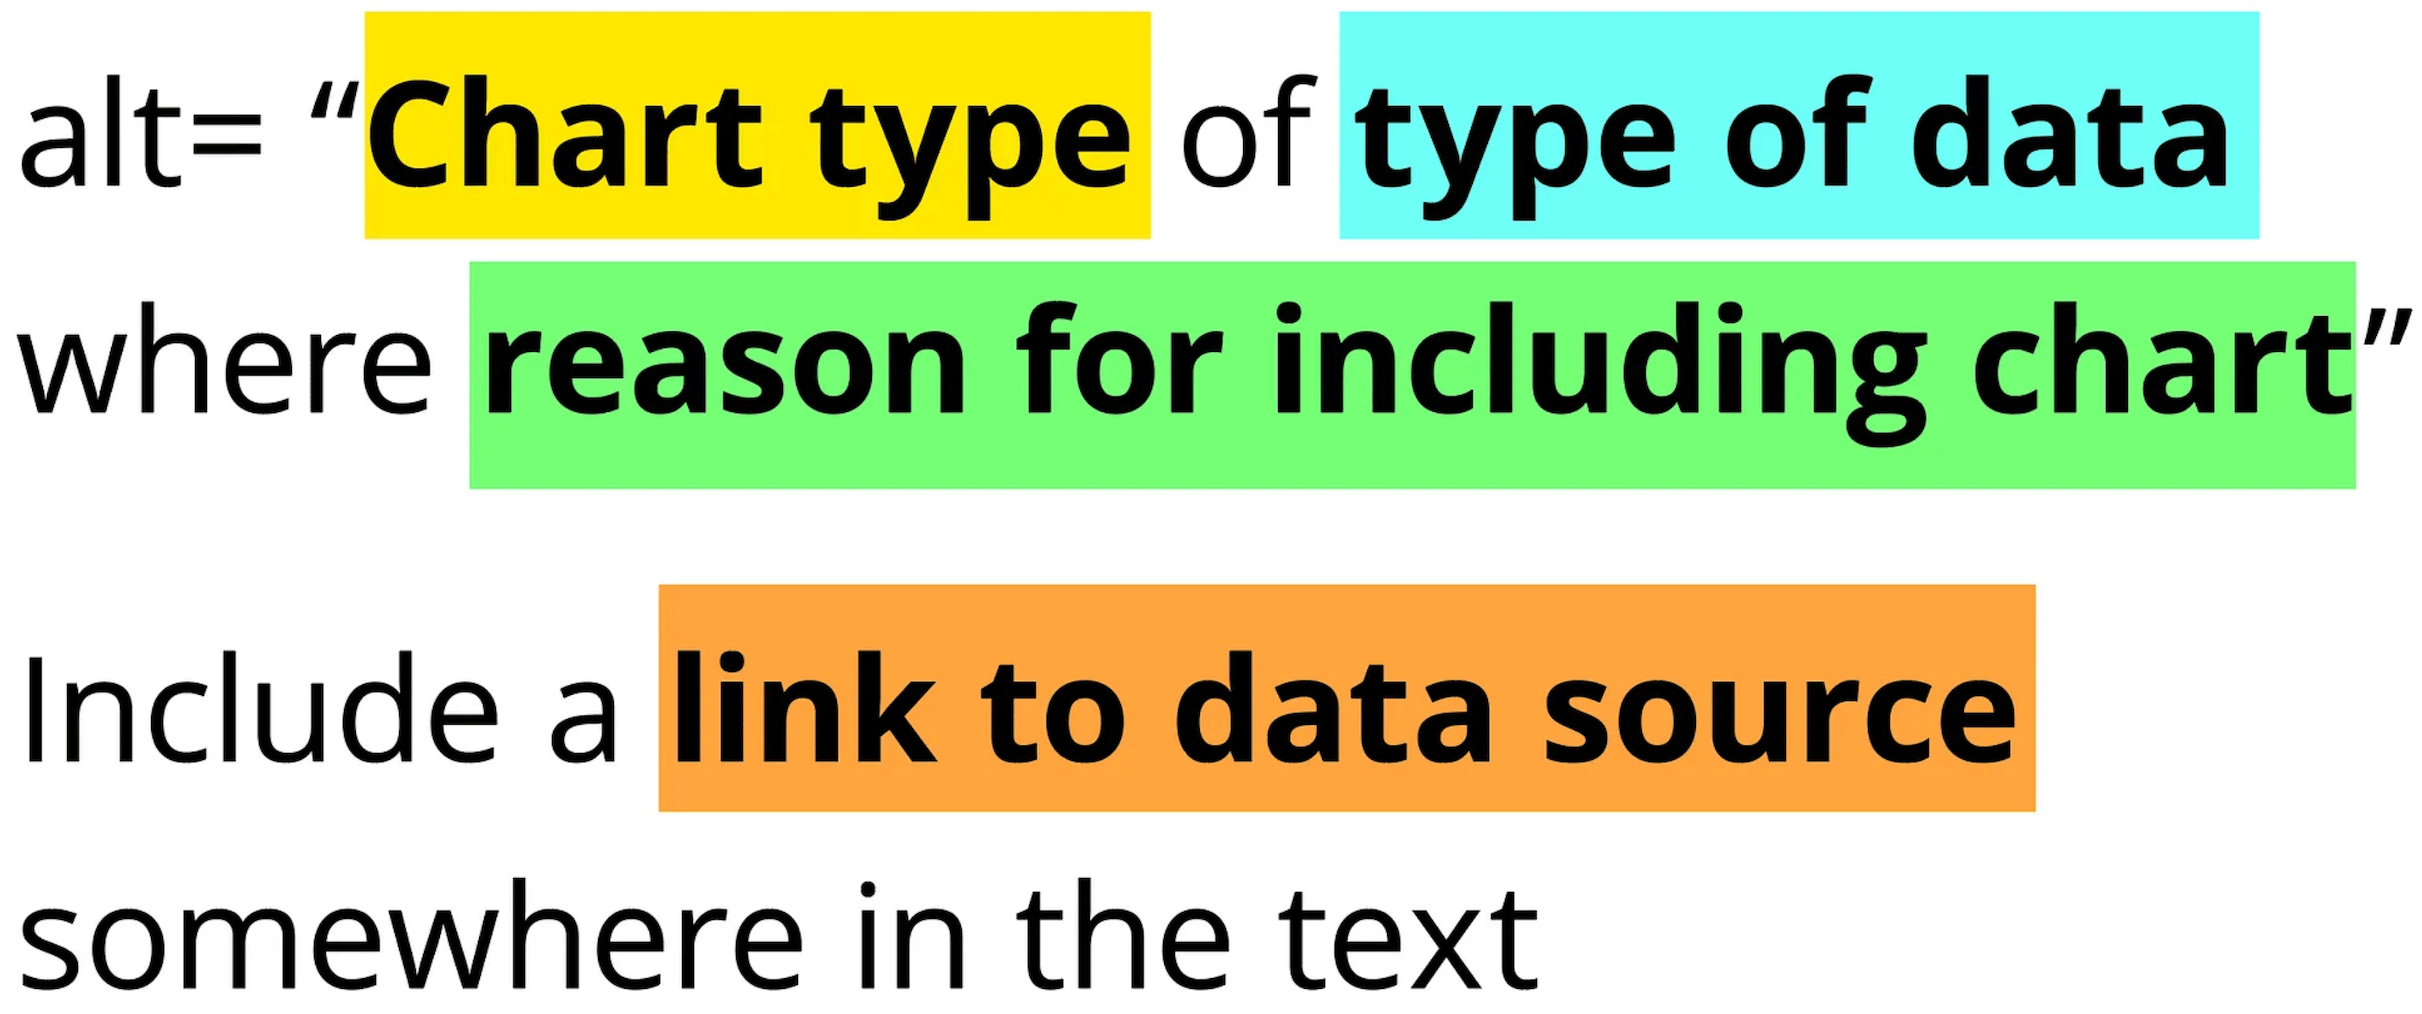 alt= “Chart type of type of data
where reason for including chart”
Include a link to data source
somewhere in the text